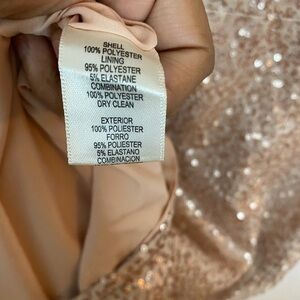 SHELL
100% POLYESTER
LINING
95% POLYESTER
5% ELASTANE
COMBINATION
100% POLYESTER
DRY CLEAN
EXTERIOR
100% POLIESTER
FORRO
95% POLIESTER
5% ELASTANO
COMBINACION